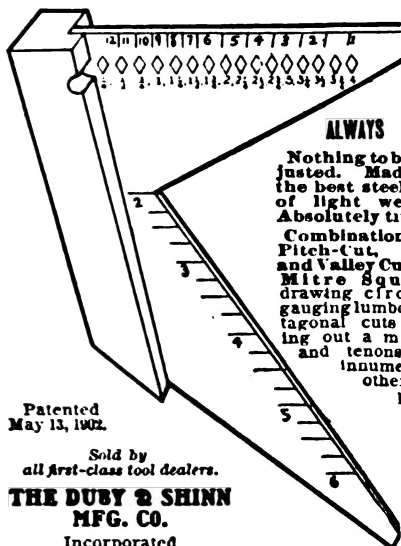 12 11 10 9 8 7 6 5 4 3 2 1
ALWAYS
Nothing to b
justed. Mad
the best steel
of light we
Absolutely tr
Combination
Pitch-Cut,
and Valley Cu
Mitre Squ
drawing circ
gauging lumbe
tagonal cuts
ing out a m
and tenons
innume
othe
2
3
4
5
6
Patented
May 13, 1902.
Sold by
all first-class tool dealers.
THE DUBY & SHINN
MFG. CO.
Incorporated